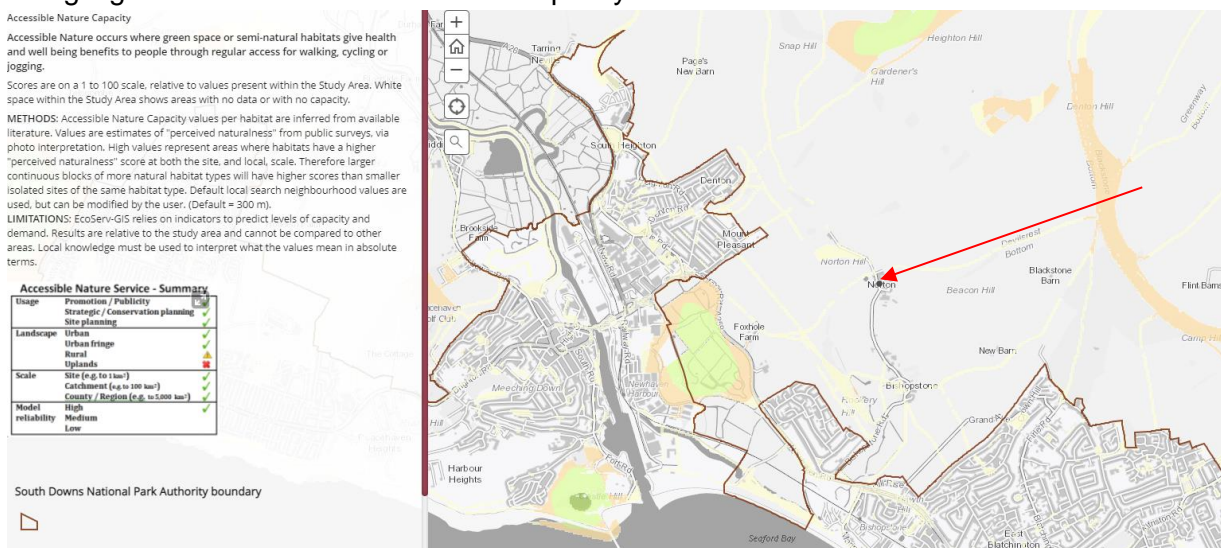 Accessible Nature Capacity
Accessible Nature occurs where green space or semi-natural habitats give health
and well being benefits to people through regular access for walking, cycling or
jogging.
Scores are on a 1 to 100 scale, relative to values present within the Study Area. White
space within the Study Area shows areas with no data or with no capacity.
METHODS: Accessible Nature Capacity values per habitat are inferred from available
literature. Values are estimates of "perceived naturalness" from public surveys, via
photo interpretation. High values represent areas where habitats have a higher
"perceived naturalness" score at both the site, and local, scale. Therefore larger
continuous blocks of more natural habitat types will have higher scores than smaller
isolated sites of the same habitat type. Default local search neighbourhood values are
used, but can be modified by the user. (Default = 300 m).
LIMITATIONS: EcoServ-GIS relies on indicators to predict levels of capacity and
demand. Results are relative to the study area and cannot be compared to other
areas. Local knowledge must be used to interpret what the values mean in absolute
terms.
Accessible Nature Service - Summary
Usage Promotion / Publicity
Strategic / Conservation planning
Site planning
Landscape Urban
Urban fringe
Rural
Uplands
Scale Site (e.g. to 1 km²)
Catchment (e.g. to 100 km²)
County / Region (e.g. to 5,000 km²)
Model reliability High
Medium
Low
South Downs National Park Authority boundary
A26
Tarring
Page's
New Barn
Snap Hill
Heighton Hill
Gardener's
Hill
Denton Hill
South Heighton
Denton
Mount
Pleasant
Brookside
Farm
Norton Hill
Norton
Bottom
Beacon Hill
Blackstone
Barn
Foxhole
Farm
New Barn
Camp
Meeching Down
Newhaven
Harbour
Bishopstone
Harbour
Heights
Fort Rd
Seaford Bay
East
Blatchington